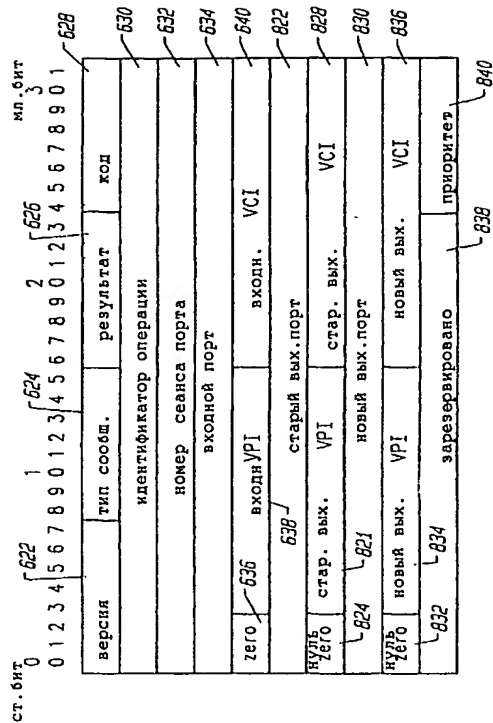 ст.бит мл.бит
0 1 2 3
0 1 2 3 4 5 6 7 8 9 0 1 2 3 4 5 6 7 8 9 0 1 2 3 4 5 6 7 8 9 0 1
622 624 626 628
версия тип сообщ. результат код
идентификатор операции 630
номер сеанса порта 632
входной порт 634
636
zero входн VPI входн. VCI 640
638
старый вых.порт 822
нуль zero стар. вых. VPI стар. вых. VCI 828
824 821
новый вых.порт 830
нуль zero новый вых. VPI новый вых. VCI 836
832 834
зарезервировано приоритет
838 840